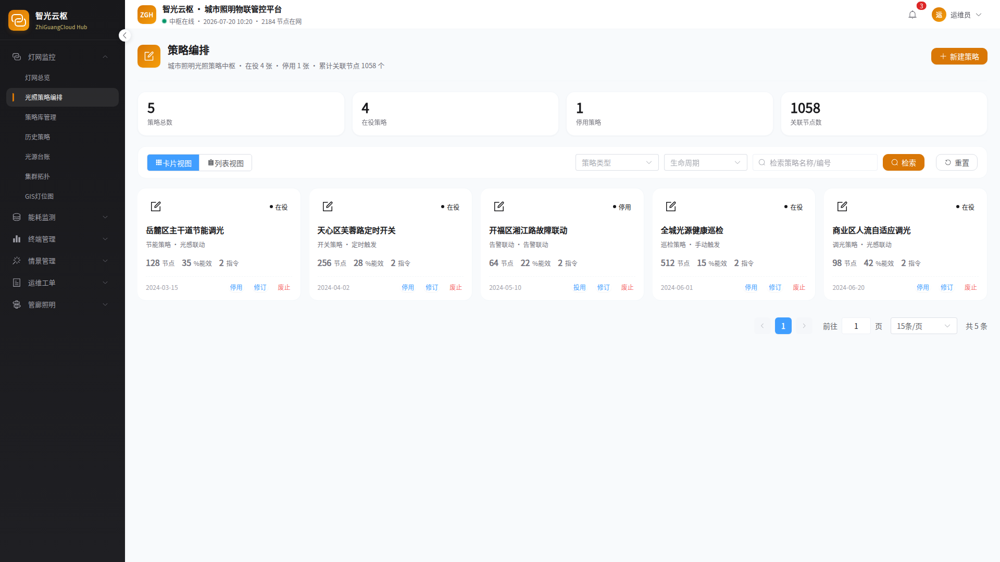 智光云枢
ZhiGuangCloud Hub
灯网监控
灯网总览
光照策略编排
策略库管理
历史策略
光源台账
集群拓扑
GIS灯位图
能耗监测
终端管理
情景管理
运维工单
管廊照明
ZGH
智光云枢 • 城市照明物联管控平台
中枢在线 • 2026-07-20 10:20 • 2184 节点在网
3
运
运维员
策略编排
城市照明光照策略中枢 • 在役 4 张 • 停用 1 张 • 累计关联节点 1058 个
新建策略
5
策略总数
4
在役策略
1
停用策略
1058
关联节点数
卡片视图
列表视图
策略类型
生命周期
检索策略名称/编号
检索
重置
在役
岳麓区主干道节能调光
节能策略 • 光感联动
128 节点 35 %能效 2 指令
2024-03-15 停用 修订 废止
在役
天心区芙蓉路定时开关
开关策略 • 定时触发
256 节点 28 %能效 2 指令
2024-04-02 停用 修订 废止
停用
开福区湘江路故障联动
告警联动 • 告警联动
64 节点 22 %能效 2 指令
2024-05-10 投用 修订 废止
在役
全城光源健康巡检
巡检策略 • 手动触发
512 节点 15 %能效 2 指令
2024-06-01 停用 修订 废止
在役
商业区人流自适应调光
调光策略 • 光感联动
98 节点 42 %能效 2 指令
2024-06-20 停用 修订 废止
1
前往 1 页
15条/页
共 5 条